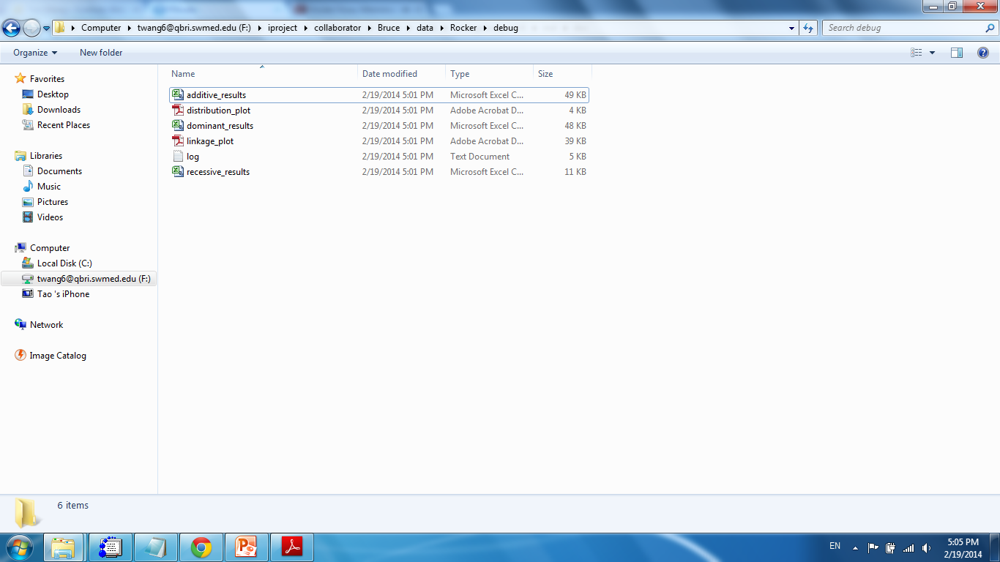 Computer ▸ twang6@qbri.swmed.edu (F:) ▸ iproject ▸ collaborator ▸ Bruce ▸ data ▸ Rocker ▸ debug
Search debug
Organize ▾ New folder
Name Date modified Type Size
additive_results 2/19/2014 5:01 PM Microsoft Excel C... 49 KB
distribution_plot 2/19/2014 5:01 PM Adobe Acrobat D... 4 KB
dominant_results 2/19/2014 5:01 PM Microsoft Excel C... 48 KB
linkage_plot 2/19/2014 5:01 PM Adobe Acrobat D... 39 KB
log 2/19/2014 5:01 PM Text Document 5 KB
recessive_results 2/19/2014 5:01 PM Microsoft Excel C... 11 KB
Favorites
Desktop
Downloads
Recent Places
Libraries
Documents
Music
Pictures
Videos
Computer
Local Disk (C:)
twang6@qbri.swmed.edu (F:)
Tao 's iPhone
Network
Image Catalog
6 items
EN
5:05 PM
2/19/2014